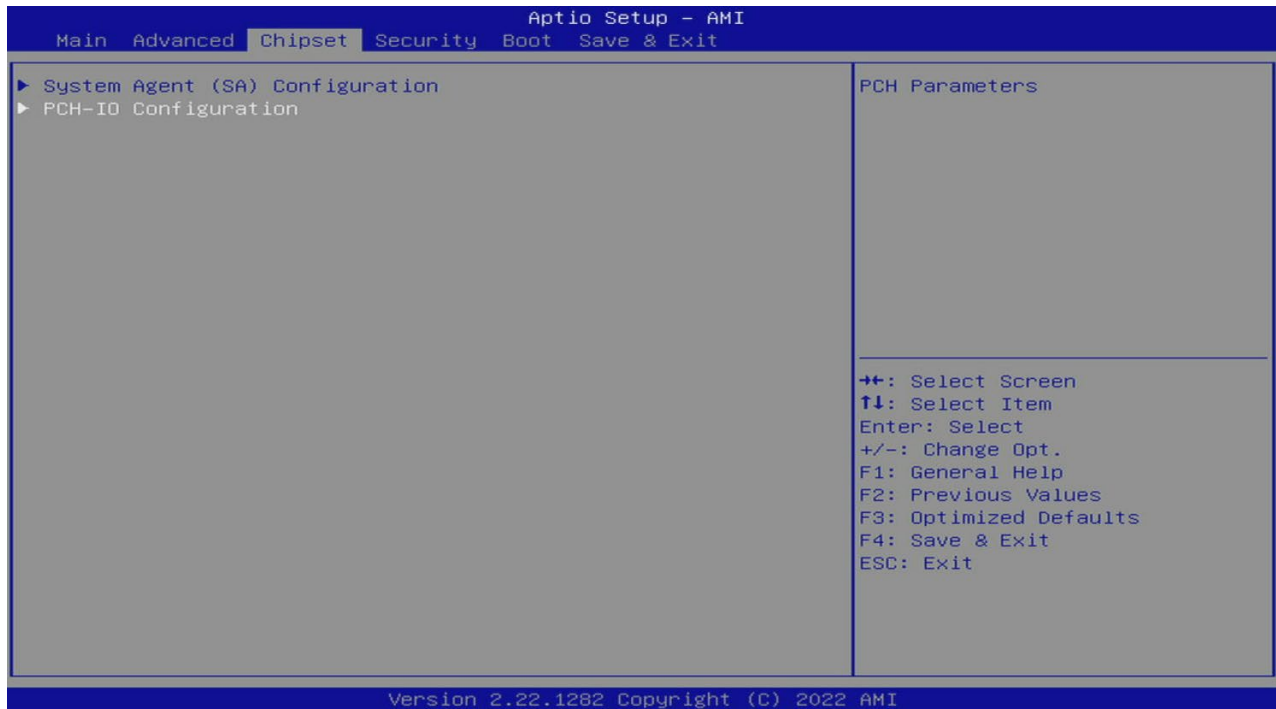 Aptio Setup – AMI
Main Advanced Chipset Security Boot Save & Exit
▶ System Agent (SA) Configuration
▶ PCH-IO Configuration
PCH Parameters
→←: Select Screen
↑↓: Select Item
Enter: Select
+/-: Change Opt.
F1: General Help
F2: Previous Values
F3: Optimized Defaults
F4: Save & Exit
ESC: Exit
Version 2.22.1282 Copyright (C) 2022 AMI